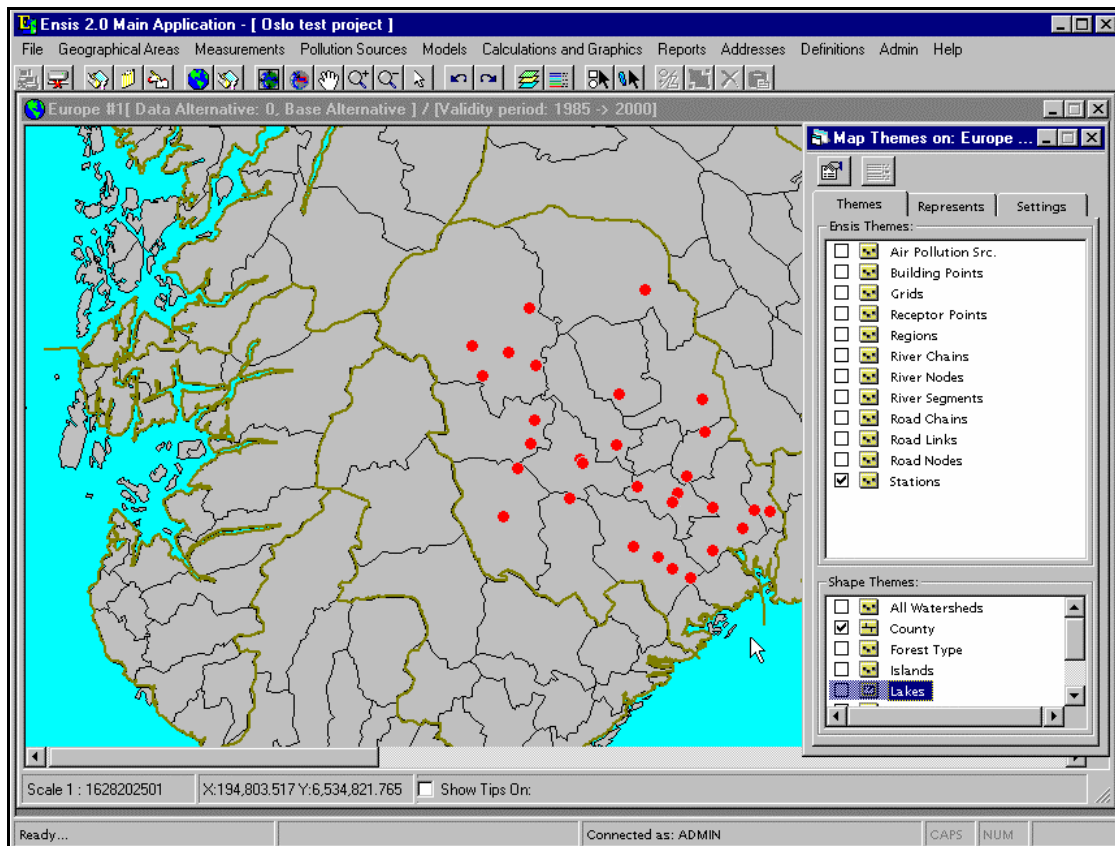 Ensis 2.0 Main Application - [ Oslo test project ]
File Geographical Areas Measurements Pollution Sources Models Calculations and Graphics Reports Addresses Definitions Admin Help
Europe #1[ Data Alternative: 0, Base Alternative ] / [Validity period: 1985 -> 2000]
Map Themes on: Europe ...
Themes Represents Settings
Ensis Themes:
Air Pollution Src.
Building Points
Grids
Receptor Points
Regions
River Chains
River Nodes
River Segments
Road Chains
Road Links
Road Nodes
Stations
Shape Themes:
All Watersheds
County
Forest Type
Islands
Lakes
Scale 1 : 1628202501 X:194,803.517 Y:6,534,821.765 Show Tips On:
Ready... Connected as: ADMIN CAPS NUM